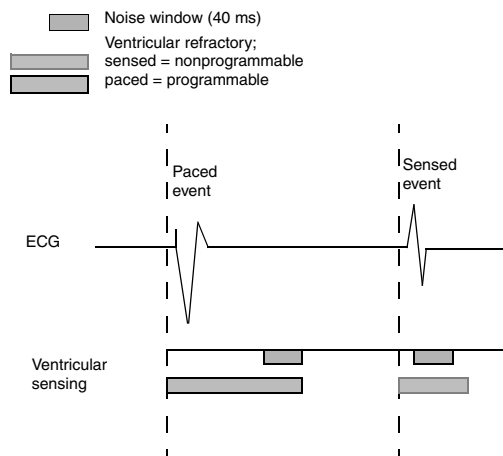 Noise window (40 ms)
Ventricular refractory;
sensed = nonprogrammable
paced = programmable
Paced
event
Sensed
event
ECG
Ventricular
sensing